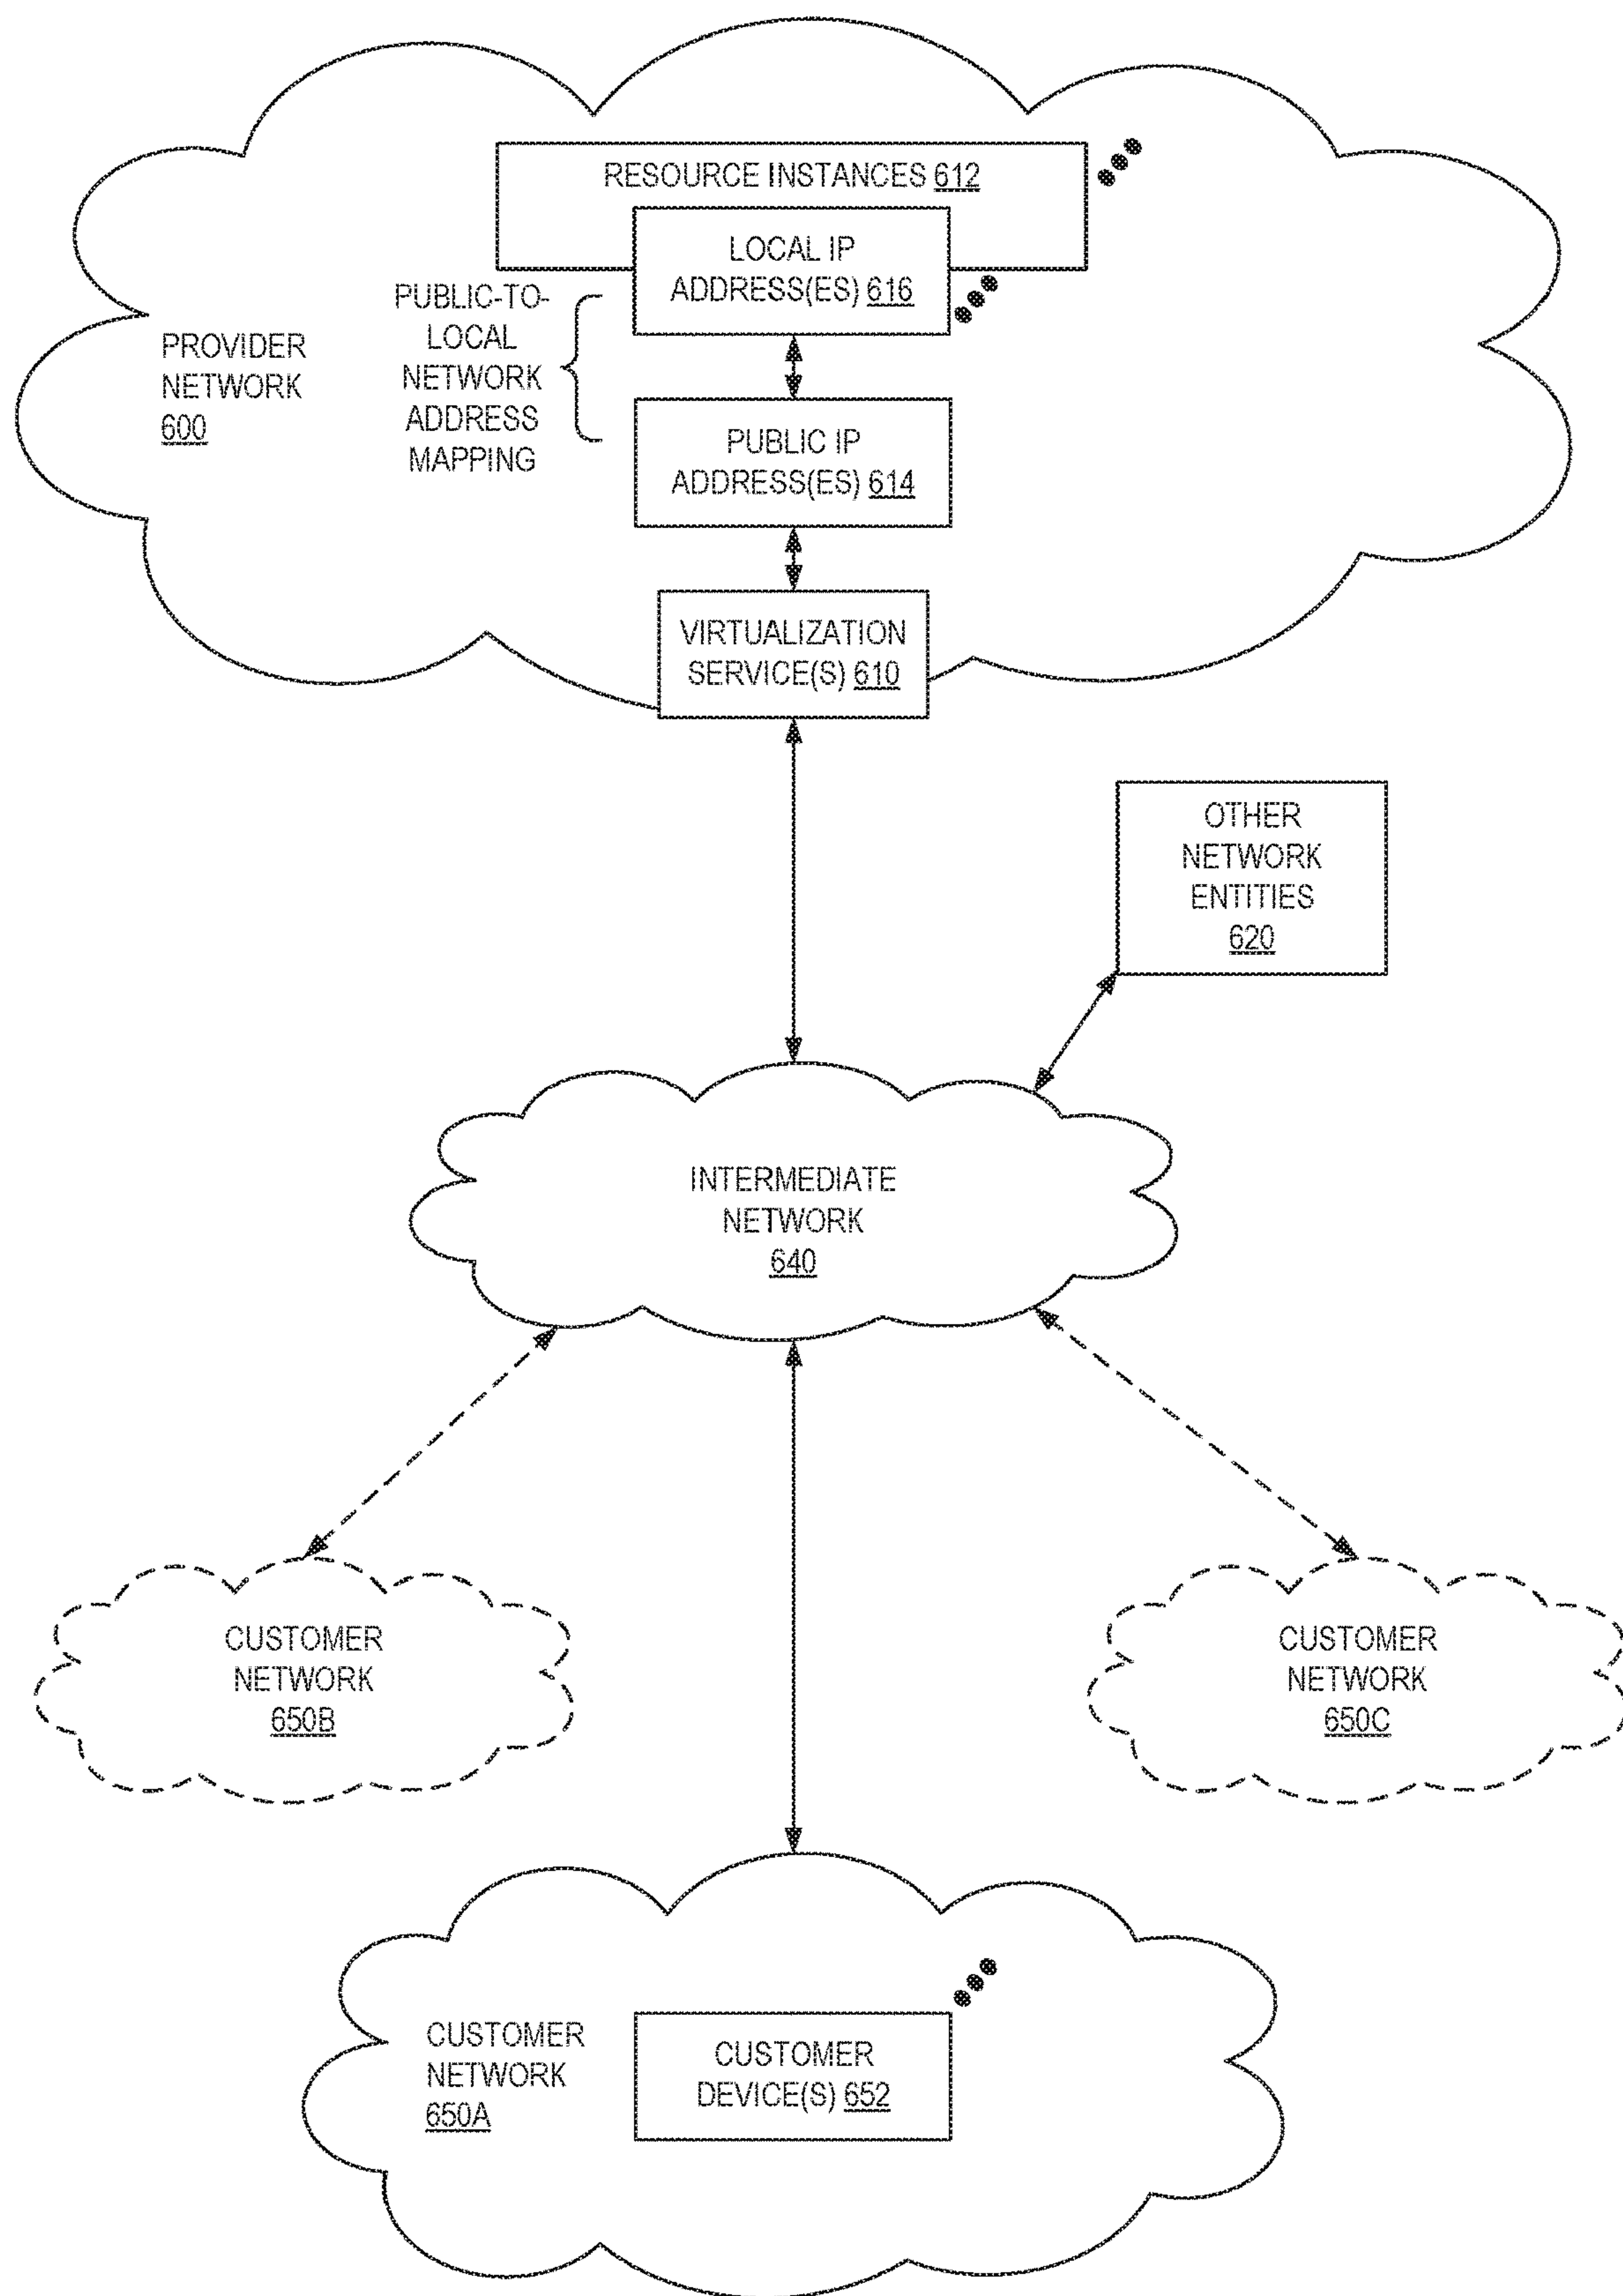 RESOURCE INSTANCES 612
LOCAL IP
ADDRESS(ES) 616
PUBLIC-TO-
LOCAL
NETWORK
ADDRESS
MAPPING
PROVIDER
NETWORK
600
PUBLIC IP
ADDRESS(ES) 614
VIRTUALIZATION
SERVICE(S) 610
OTHER
NETWORK
ENTITIES
620
INTERMEDIATE
NETWORK
640
CUSTOMER
NETWORK
650B
CUSTOMER
NETWORK
650C
CUSTOMER
NETWORK
650A
CUSTOMER
DEVICE(S) 652